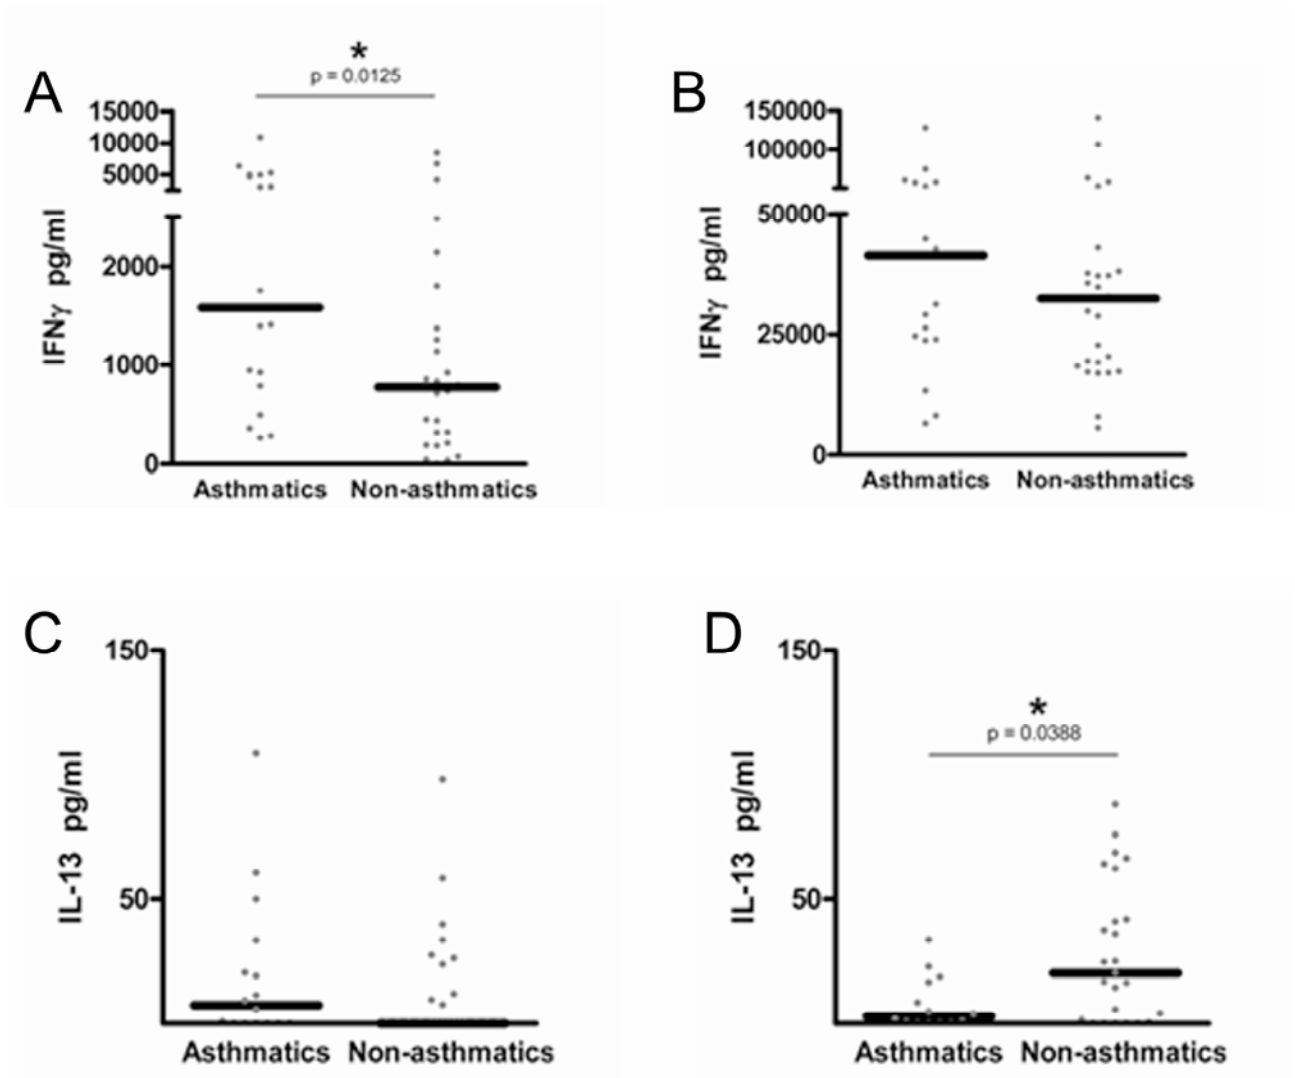 A
*
p = 0.0125
15000
10000
5000
2000
1000
0
IFNγ pg/ml
Asthmatics Non-asthmatics
B
150000
100000
50000
25000
0
IFNγ pg/ml
Asthmatics Non-asthmatics
C
150
50
IL-13 pg/ml
Asthmatics Non-asthmatics
D
150
*
p = 0.0388
50
IL-13 pg/ml
Asthmatics Non-asthmatics